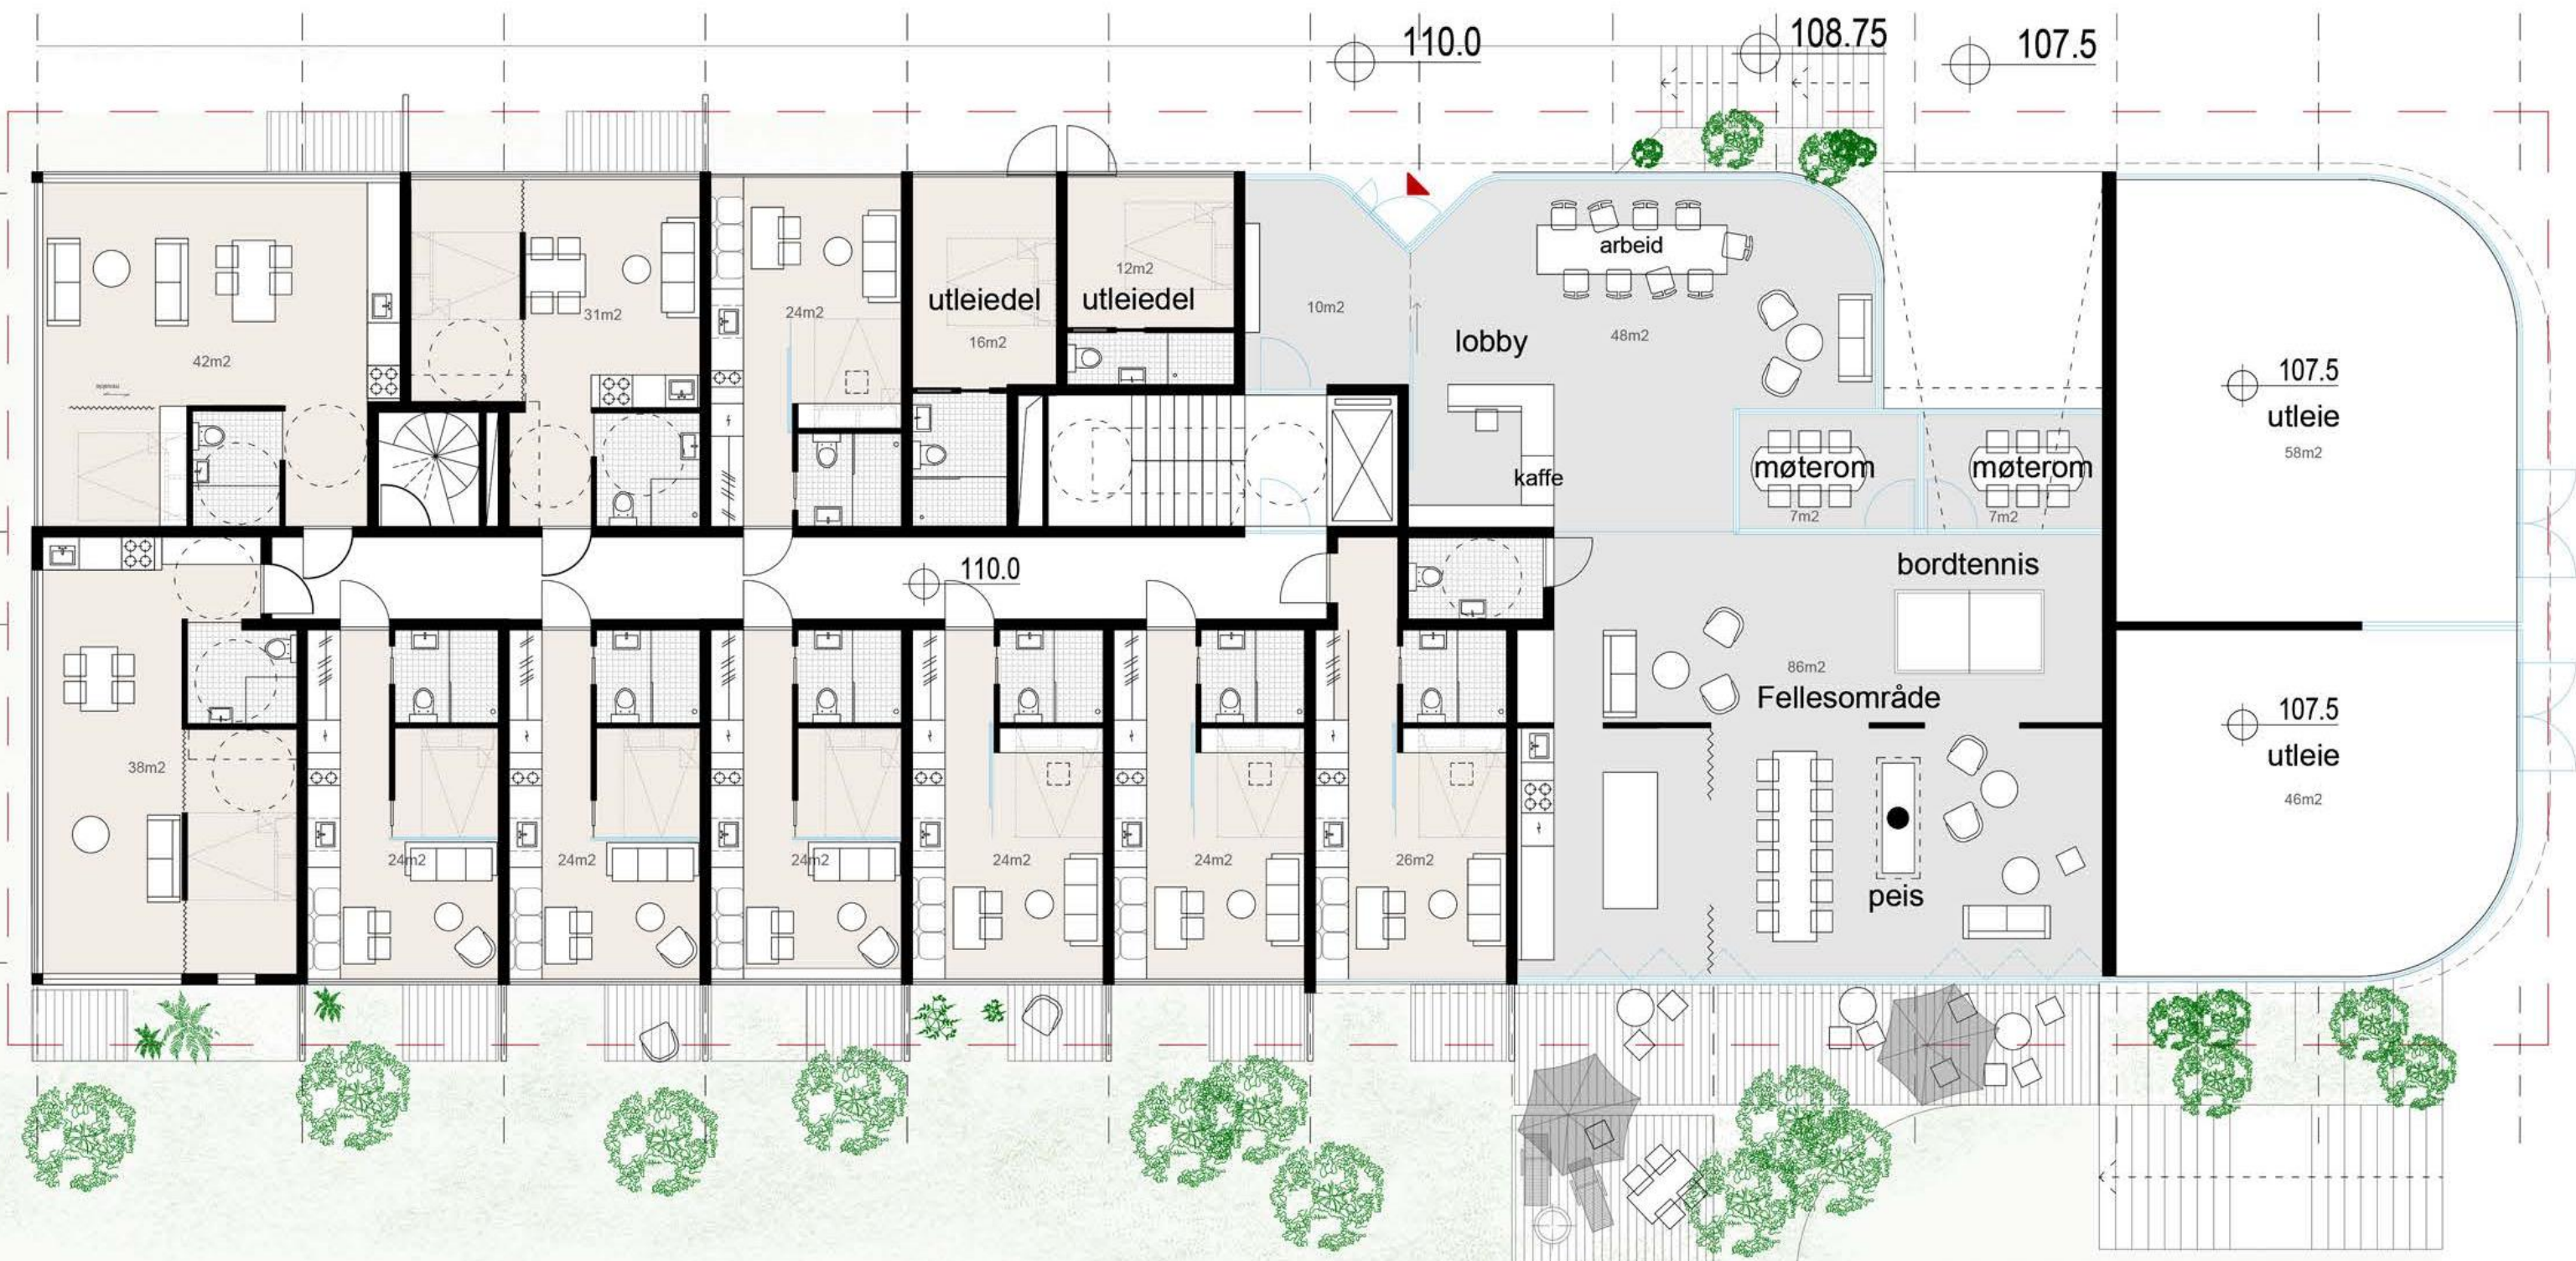 110.0
108.75
107.5
arbeid
12m2
utleiedel
utleiedel
10m2
24m2
31m2
16m2
lobby
48m2
42m2
107.5
utleie
58m2
møterom
møterom
kaffe
7m2
7m2
110.0
bordtennis
86m2
Fellesområde
107.5
utleie
46m2
38m2
24m2
24m2
24m2
24m2
24m2
26m2
peis